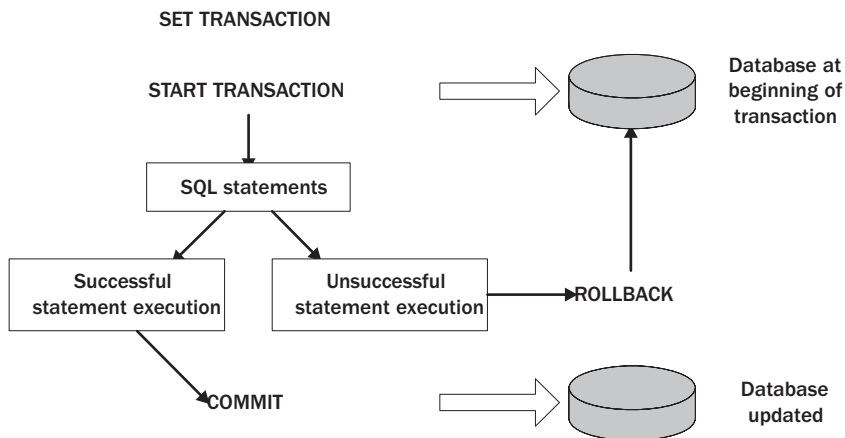 SET TRANSACTION
START TRANSACTION
Database at
beginning of
transaction
SQL statements
Successful
statement execution
Unsuccessful
statement execution
ROLLBACK
COMMIT
Database
updated